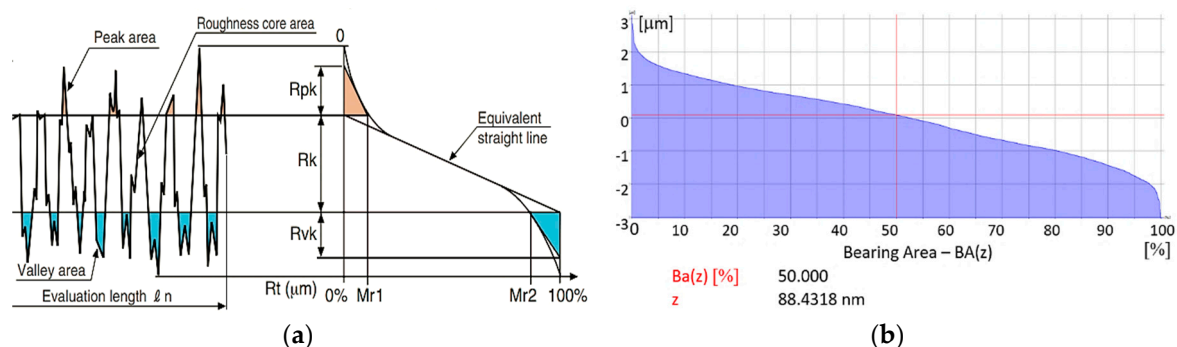 Peak area
Roughness core area
0
Rpk
Rk
Rvk
Equivalent
straight line
Valley area
Evaluation length ℓ n
Rt (μm)
0%
Mr1
Mr2
100%
(a)
[μm]
3
2
1
0
-1
-2
-3
0
10
20
30
40
50
60
70
80
90
100
[%]
Bearing Area – BA(z)
Ba(z) [%] 50.000
z 88.4318 nm
(b)